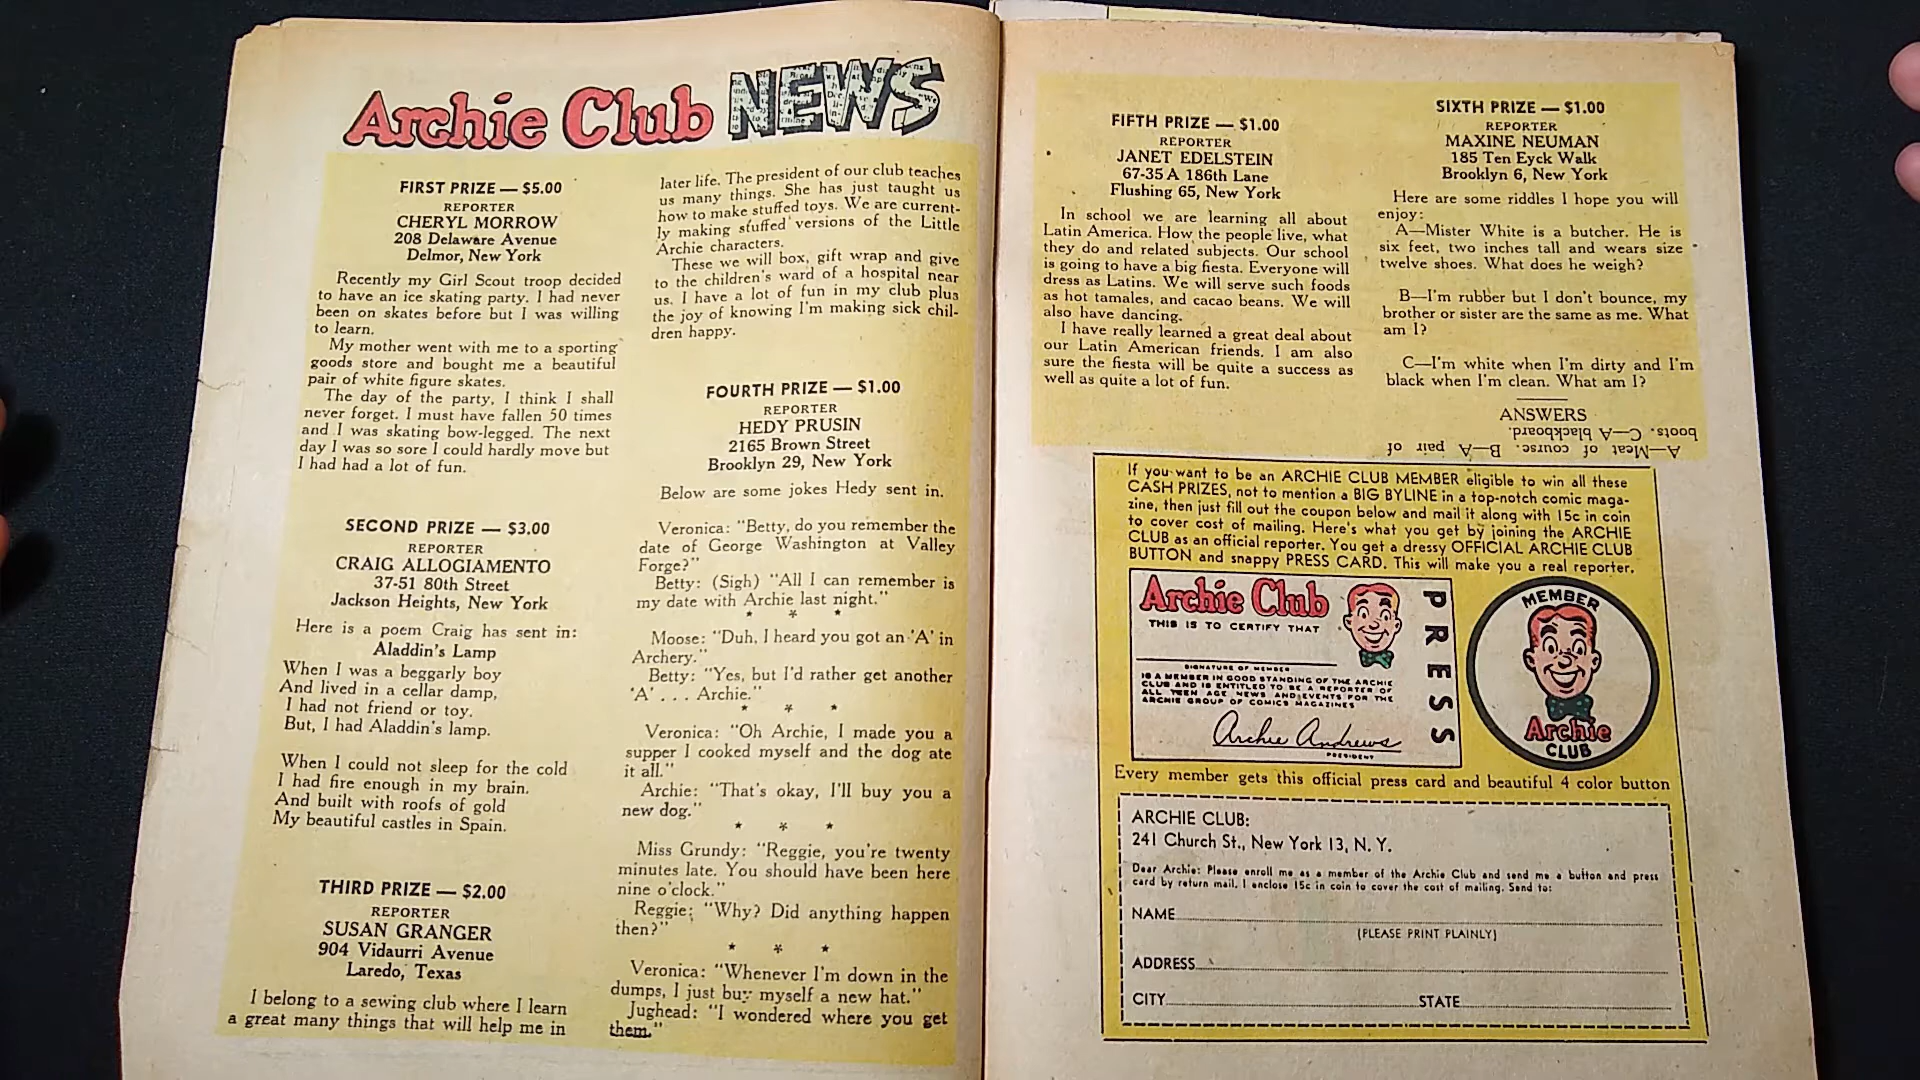 Archie Club NEWS
FIRST PRIZE — $5.00
REPORTER
CHERYL MORROW
208 Delaware Avenue
Delmor, New York
Recently my Girl Scout troop decided
to have an ice skating party. I had never
been on skates before but I was willing
to learn.
My mother went with me to a sporting
goods store and bought me a beautiful
pair of white figure skates.
The day of the party, I think I shall
never forget. I must have fallen 50 times
and I was skating bow-legged. The next
day I was so sore I could hardly move but
I had had a lot of fun.
SECOND PRIZE — $3.00
REPORTER
CRAIG ALLOGIAMENTO
37-51 80th Street
Jackson Heights, New York
Here is a poem Craig has sent in:
Aladdin's Lamp
When I was a beggarly boy
And lived in a cellar damp,
I had not friend or toy.
But, I had Aladdin's lamp.
When I could not sleep for the cold
I had fire enough in my brain.
And built with roofs of gold
My beautiful castles in Spain.
THIRD PRIZE — $2.00
REPORTER
SUSAN GRANGER
904 Vidaurri Avenue
Laredo, Texas
I belong to a sewing club where I learn
a great many things that will help me in
later life. The president of our club teaches
us many things. She has just taught us
how to make stuffed toys. We are current-
ly making stuffed versions of the Little
Archie characters.
These we will box, gift wrap and give
to the children's ward of a hospital near
us. I have a lot of fun in my club plus
the joy of knowing I'm making sick chil-
dren happy.
FOURTH PRIZE — $1.00
REPORTER
HEDY PRUSIN
2165 Brown Street
Brooklyn 29, New York
Below are some jokes Hedy sent in.
Veronica: "Betty, do you remember the
date of George Washington at Valley
Forge?"
Betty: (Sigh) "All I can remember is
my date with Archie last night."
* * *
Moose: "Duh, I heard you got an 'A' in
Archery."
Betty: "Yes, but I'd rather get another
'A' . . . Archie."
* * *
Veronica: "Oh Archie, I made you a
supper I cooked myself and the dog ate
it all."
Archie: "That's okay, I'll buy you a
new dog."
* * *
Miss Grundy: "Reggie, you're twenty
minutes late. You should have been here
nine o'clock."
Reggie: "Why? Did anything happen
then?"
* * *
Veronica: "Whenever I'm down in the
dumps, I just buy myself a new hat."
Jughead: "I wondered where you get
them."
FIFTH PRIZE — $1.00
REPORTER
JANET EDELSTEIN
67-35 A 186th Lane
Flushing 65, New York
In school we are learning all about
Latin America. How the people live, what
they do and related subjects. Our school
is going to have a big fiesta. Everyone will
dress as Latins. We will serve such foods
as hot tamales, and cacao beans. We will
also have dancing.
I have really learned a great deal about
our Latin American friends. I am also
sure the fiesta will be quite a success as
well as quite a lot of fun.
SIXTH PRIZE — $1.00
REPORTER
MAXINE NEUMAN
185 Ten Eyck Walk
Brooklyn 6, New York
Here are some riddles I hope you will
enjoy:
A—Mister White is a butcher. He is
six feet, two inches tall and wears size
twelve shoes. What does he weigh?
B—I'm rubber but I don't bounce, my
brother or sister are the same as me. What
am I?
C—I'm white when I'm dirty and I'm
black when I'm clean. What am I?
ANSWERS
A—Meat of course. B—A pair of
boots. C—A blackboard.
If you want to be an ARCHIE CLUB MEMBER eligible to win all these
CASH PRIZES, not to mention a BIG BYLINE in a top-notch comic maga-
zine, then just fill out the coupon below and mail it along with 15c in coin
to cover cost of mailing. Here's what you get by joining the ARCHIE
CLUB as an official reporter. You get a dressy OFFICIAL ARCHIE CLUB
BUTTON and snappy PRESS CARD. This will make you a real reporter.
Archie Club
THIS IS TO CERTIFY THAT
SIGNATURE OF MEMBER
IS A MEMBER IN GOOD STANDING OF THE ARCHIE
CLUB AND IS ENTITLED TO BE A REPORTER OF
ALL TEEN AGE NEWS AND EVENTS FOR THE
ARCHIE GROUP OF COMICS MAGAZINES
Archie Andrews
PRESIDENT
PRESS
MEMBER
Archie
CLUB
Every member gets this official press card and beautiful 4 color button
ARCHIE CLUB:
241 Church St., New York 13, N. Y.
Dear Archie: Please enroll me as a member of the Archie Club and send me a button and press
card by return mail. I enclose 15c in coin to cover the cost of mailing. Send to:
NAME
(PLEASE PRINT PLAINLY)
ADDRESS
CITY STATE